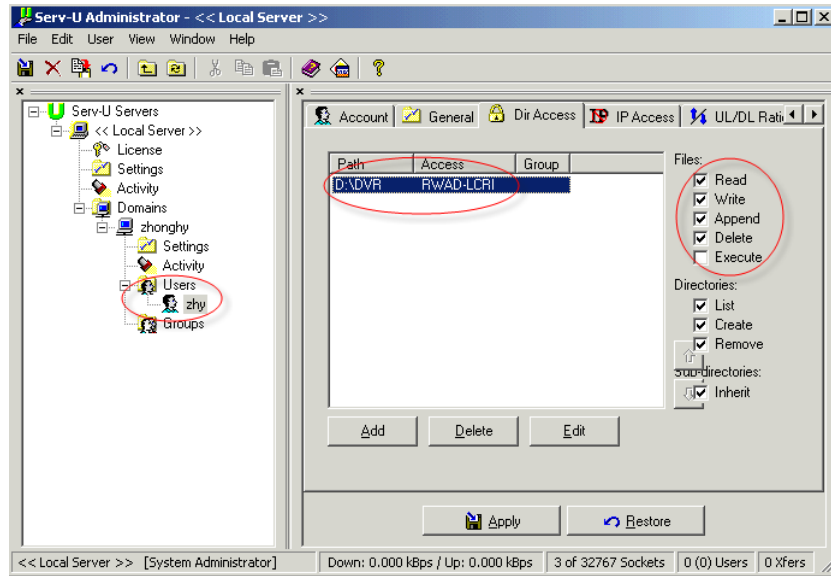 Serv-U Administrator - << Local Server >>
File Edit User View Window Help
Serv-U Servers
<< Local Server >>
License
Settings
Activity
Domains
zhonghy
Settings
Activity
Users
zhy
Groups
Account General Dir Access IP Access UL/DL Rati
Path Access Group
D:\DVR RWAD-LCRI
Files:
Read
Write
Append
Delete
Execute
Directories:
List
Create
Remove
Sub-directories:
Inherit
Add Delete Edit
Apply Restore
<< Local Server >> [System Administrator] Down: 0.000 kBps / Up: 0.000 kBps 3 of 32767 Sockets 0 (0) Users 0 Xfers